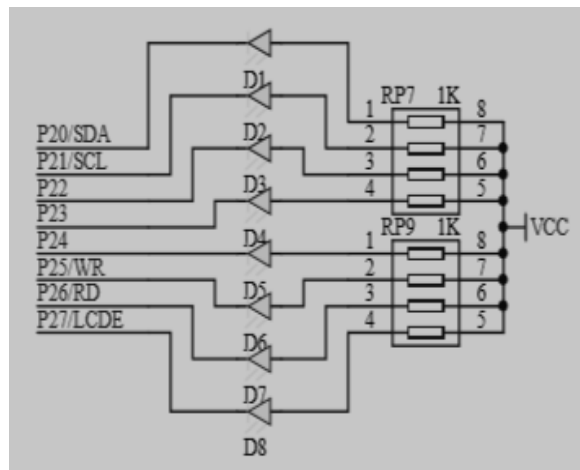 D1
RP7 1K
1 8
P20/SDA
D2
2 7
P21/SCL
3 6
P22
D3
4 5
P23
RP9 1K
VCC
P24
D4
1 8
P25/WR
2 7
P26/RD
D5
3 6
P27/LCDE
4 5
D6
D7
D8